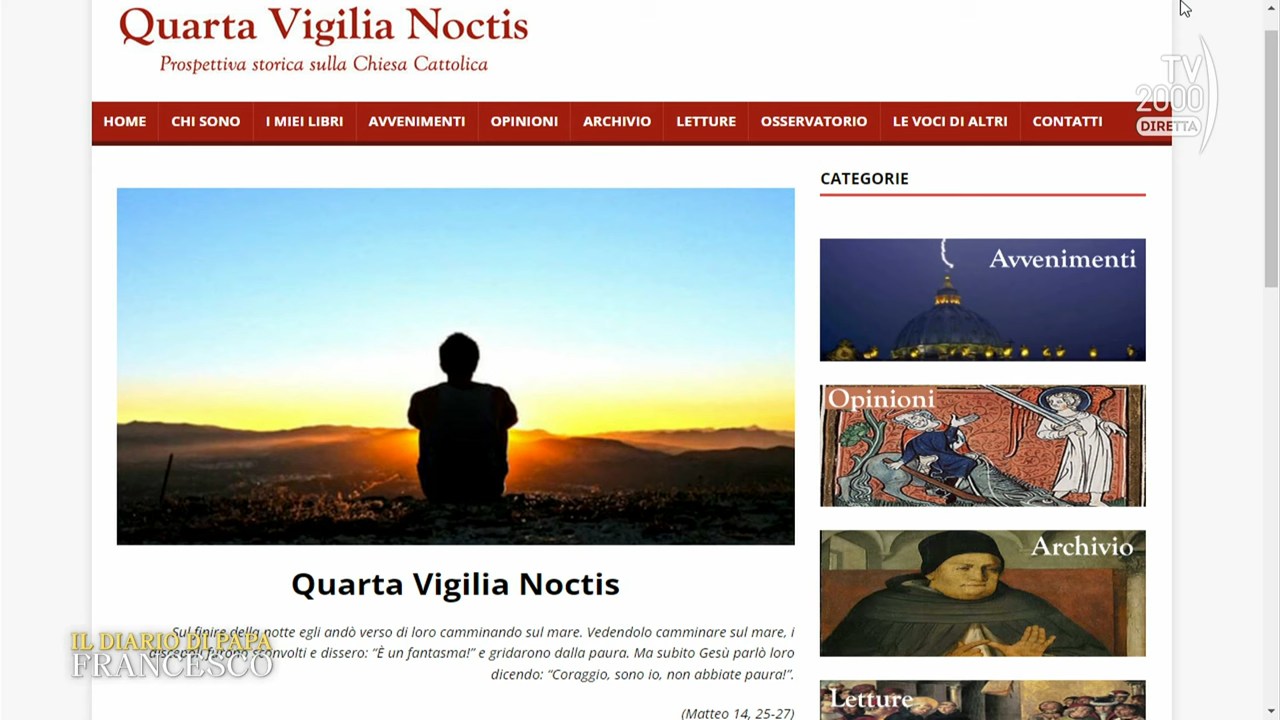 Quarta Vigilia Noctis
Prospettiva storica sulla Chiesa Cattolica
TV
2000
DIRETTA
HOME CHI SONO I MIEI LIBRI AVVENIMENTI OPINIONI ARCHIVIO LETTURE OSSERVATORIO LE VOCI DI ALTRI CONTATTI
CATEGORIE
Avvenimenti
Opinioni
Archivio
Letture
Quarta Vigilia Noctis
Sul finire della notte egli andò verso di loro camminando sul mare. Vedendolo camminare sul mare, i
discepoli furono sconvolti e dissero: “È un fantasma!” e gridarono dalla paura. Ma subito Gesù parlò loro
dicendo: “Coraggio, sono io, non abbiate paura!”.
(Matteo 14, 25-27)
IL DIARIO DI PAPA
FRANCESCO